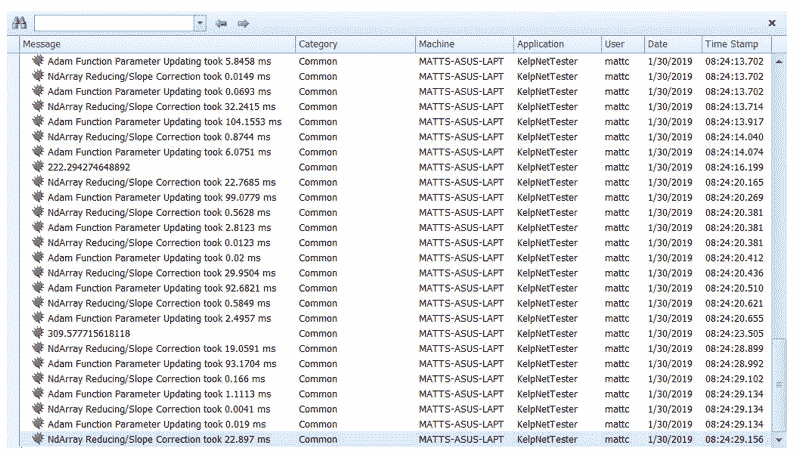 Message Category Machine Application User Date Time Stamp
Adam Function Parameter Updating took 5.8458 ms Common MATTS-ASUS-LAPT KelpNetTester mattc 1/30/2019 08:24:13.702
NdArray Reducing/Slope Correction took 0.0149 ms Common MATTS-ASUS-LAPT KelpNetTester mattc 1/30/2019 08:24:13.702
Adam Function Parameter Updating took 0.0693 ms Common MATTS-ASUS-LAPT KelpNetTester mattc 1/30/2019 08:24:13.702
NdArray Reducing/Slope Correction took 32.2415 ms Common MATTS-ASUS-LAPT KelpNetTester mattc 1/30/2019 08:24:13.714
Adam Function Parameter Updating took 104.1553 ms Common MATTS-ASUS-LAPT KelpNetTester mattc 1/30/2019 08:24:13.917
NdArray Reducing/Slope Correction took 0.8744 ms Common MATTS-ASUS-LAPT KelpNetTester mattc 1/30/2019 08:24:14.040
Adam Function Parameter Updating took 6.0751 ms Common MATTS-ASUS-LAPT KelpNetTester mattc 1/30/2019 08:24:14.074
222.294274648892 Common MATTS-ASUS-LAPT KelpNetTester mattc 1/30/2019 08:24:16.199
NdArray Reducing/Slope Correction took 22.7685 ms Common MATTS-ASUS-LAPT KelpNetTester mattc 1/30/2019 08:24:20.165
Adam Function Parameter Updating took 99.0779 ms Common MATTS-ASUS-LAPT KelpNetTester mattc 1/30/2019 08:24:20.269
NdArray Reducing/Slope Correction took 0.5628 ms Common MATTS-ASUS-LAPT KelpNetTester mattc 1/30/2019 08:24:20.381
Adam Function Parameter Updating took 2.8123 ms Common MATTS-ASUS-LAPT KelpNetTester mattc 1/30/2019 08:24:20.381
NdArray Reducing/Slope Correction took 0.0123 ms Common MATTS-ASUS-LAPT KelpNetTester mattc 1/30/2019 08:24:20.381
Adam Function Parameter Updating took 0.02 ms Common MATTS-ASUS-LAPT KelpNetTester mattc 1/30/2019 08:24:20.412
NdArray Reducing/Slope Correction took 29.9504 ms Common MATTS-ASUS-LAPT KelpNetTester mattc 1/30/2019 08:24:20.436
Adam Function Parameter Updating took 92.6821 ms Common MATTS-ASUS-LAPT KelpNetTester mattc 1/30/2019 08:24:20.510
NdArray Reducing/Slope Correction took 0.5849 ms Common MATTS-ASUS-LAPT KelpNetTester mattc 1/30/2019 08:24:20.621
Adam Function Parameter Updating took 2.4957 ms Common MATTS-ASUS-LAPT KelpNetTester mattc 1/30/2019 08:24:20.655
309.577715618118 Common MATTS-ASUS-LAPT KelpNetTester mattc 1/30/2019 08:24:23.505
NdArray Reducing/Slope Correction took 19.0591 ms Common MATTS-ASUS-LAPT KelpNetTester mattc 1/30/2019 08:24:28.899
Adam Function Parameter Updating took 93.1704 ms Common MATTS-ASUS-LAPT KelpNetTester mattc 1/30/2019 08:24:28.992
NdArray Reducing/Slope Correction took 0.166 ms Common MATTS-ASUS-LAPT KelpNetTester mattc 1/30/2019 08:24:29.102
Adam Function Parameter Updating took 1.1113 ms Common MATTS-ASUS-LAPT KelpNetTester mattc 1/30/2019 08:24:29.134
NdArray Reducing/Slope Correction took 0.0041 ms Common MATTS-ASUS-LAPT KelpNetTester mattc 1/30/2019 08:24:29.134
Adam Function Parameter Updating took 0.019 ms Common MATTS-ASUS-LAPT KelpNetTester mattc 1/30/2019 08:24:29.134
NdArray Reducing/Slope Correction took 22.897 ms Common MATTS-ASUS-LAPT KelpNetTester mattc 1/30/2019 08:24:29.156